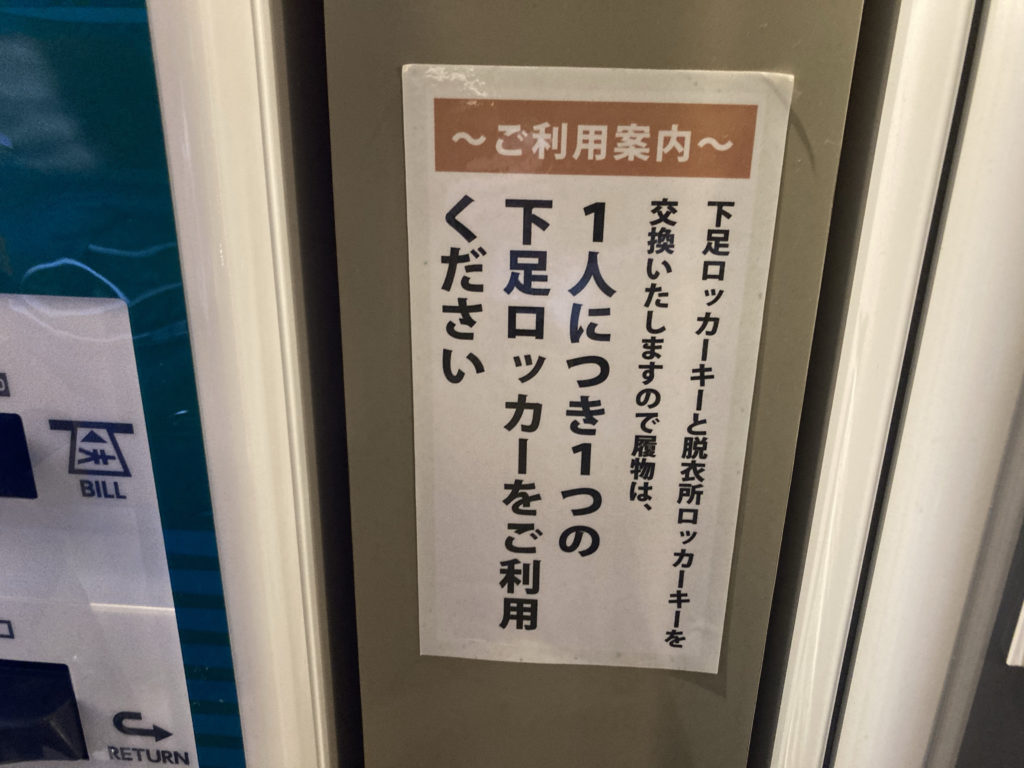 ～ご利用案内～
下足ロッカーキーと脱衣所ロッカーキーを
交換いたしますので履物は、
1人につき1つの
下足ロッカーをご利用
ください
BILL
RETURN